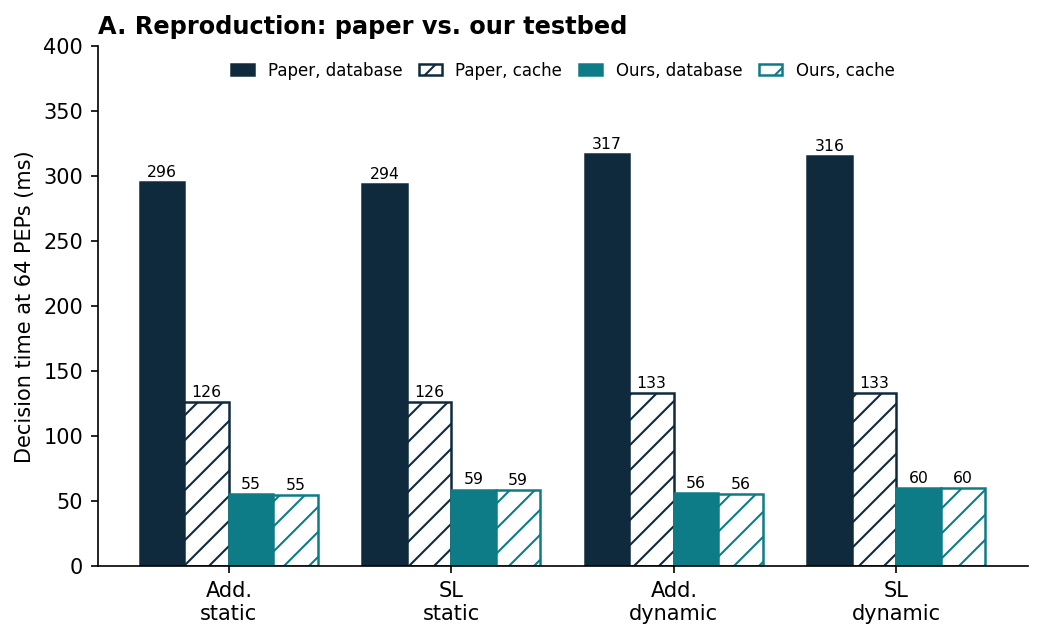 A. Reproduction: paper vs. our testbed
Paper, database
Paper, cache
Ours, database
Ours, cache
Decision time at 64 PEPs (ms)
400
350
300
250
200
150
100
50
0
296
126
55
55
294
126
59
59
317
133
56
56
316
133
60
60
Add.
static
SL
static
Add.
dynamic
SL
dynamic